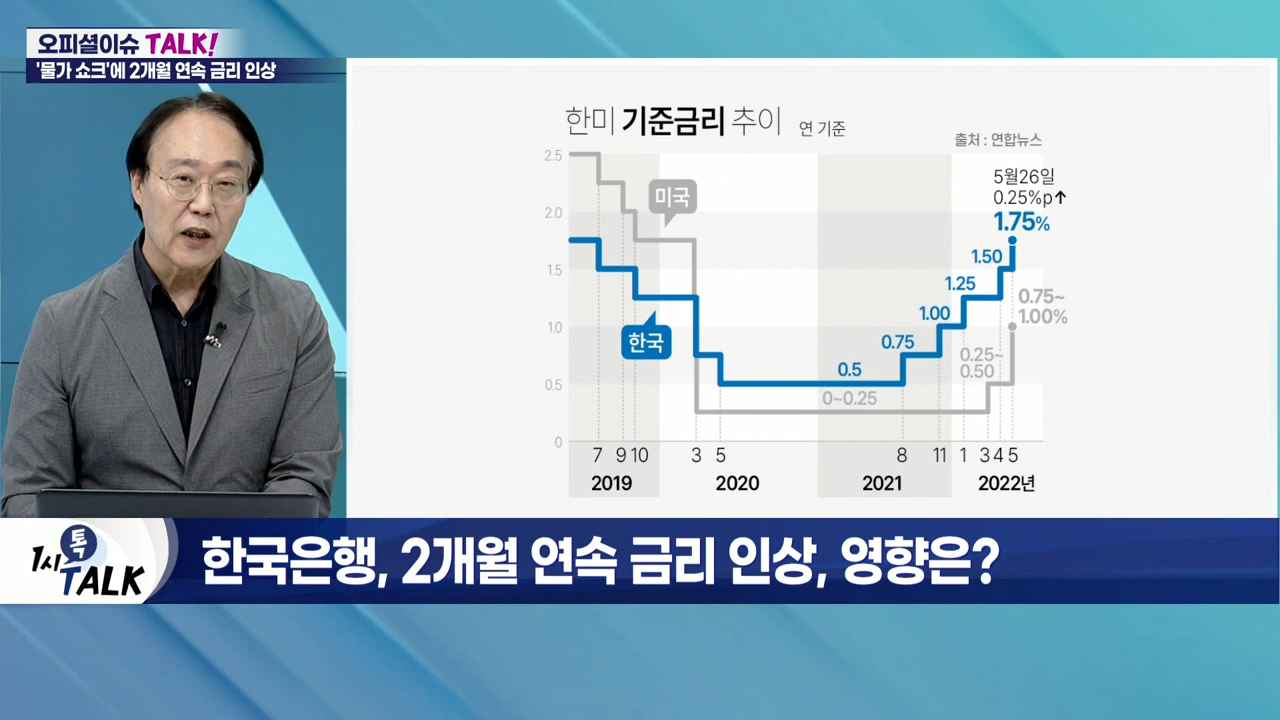 오피셜이슈 TALK!
'물가 쇼크'에 2개월 연속 금리 인상
한미 기준금리 추이 연 기준
출처 : 연합뉴스
2.5
2.0
1.5
1.0
0.5
0
미국
한국
5월26일
0.25%p↑
1.75%
1.50
1.25
1.00
0.75
0.5
0~0.25
0.25~
0.50
0.75~
1.00%
7 9 10 3 5 8 11 1 3 4 5
2019 2020 2021 2022년
1시톡
TALK
한국은행, 2개월 연속 금리 인상, 영향은?